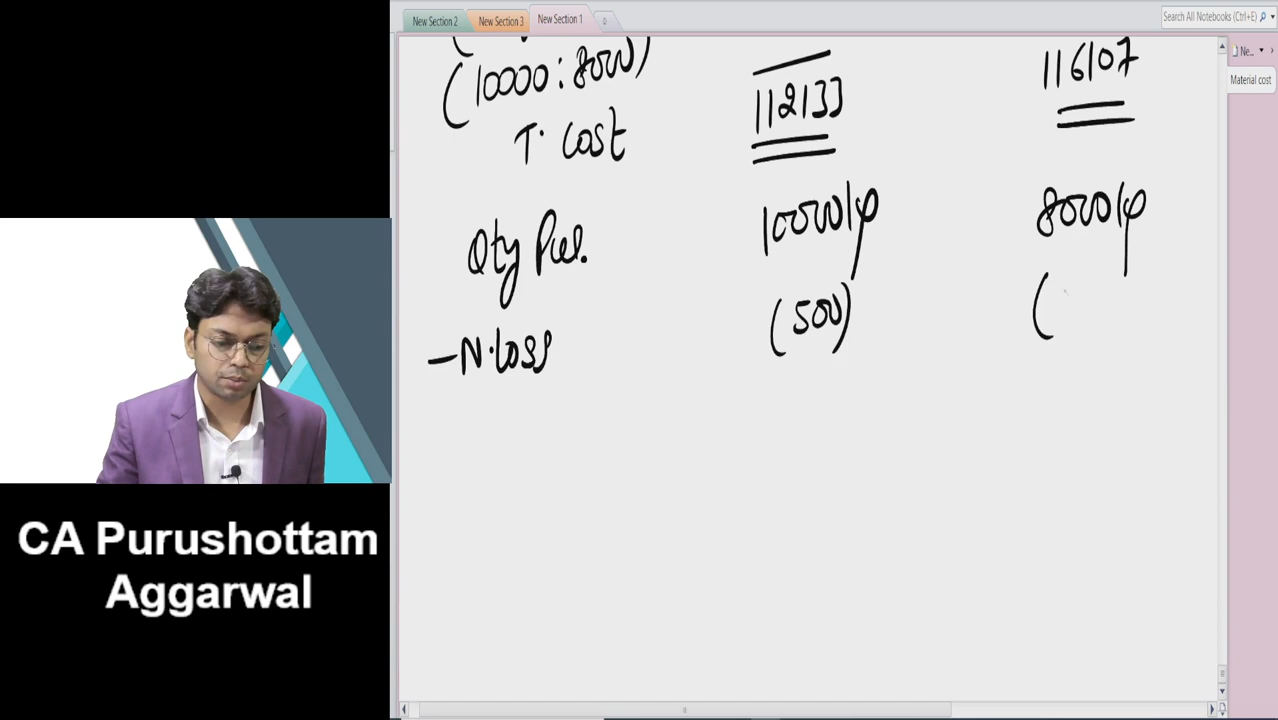 New Section 2 New Section 3 New Section 1
Search All Notebooks (Ctrl+E)
Ne...
Material cost
(10000 : 8000)
112133 116107
T. Cost
Qty Pur. 10000 kg 8000 kg
- N. loss (500) (
CA Purushottam
Aggarwal